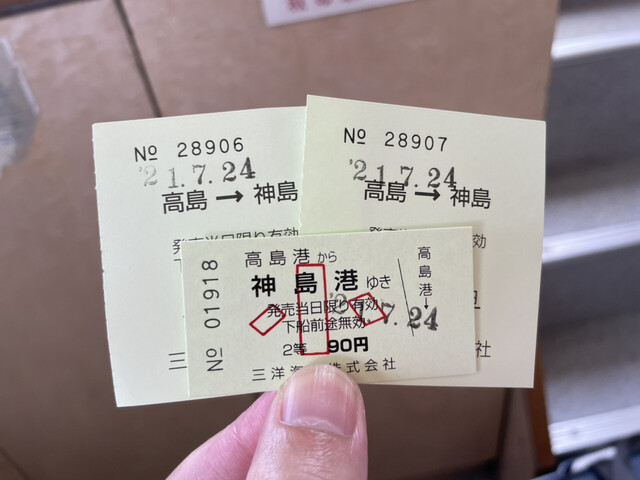 № 28906
'21.7.24
高島→神島
発売当日限り有効
№ 28907
'21.7.24
高島→神島
№ 01918
高島港から
神島港ゆき
発売当日限り有効
下船前途無効
2等 90円
三洋海 株式会社
高島港→
7.24